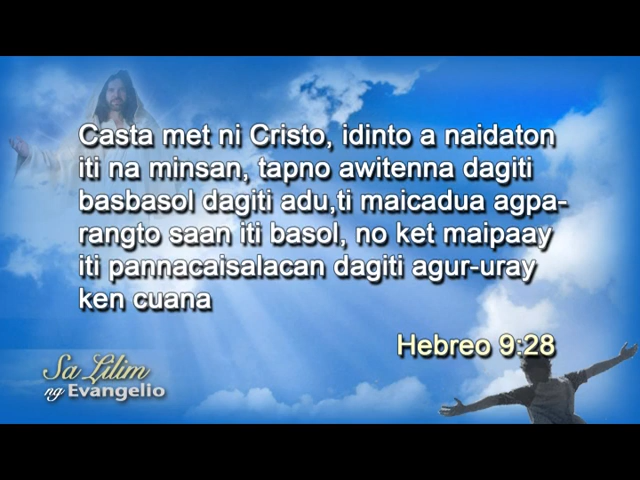 Casta met ni Cristo, idinto a naidaton
iti na minsan, tapno awitenna dagiti
basbasol dagiti adu,ti maicadua agpa-
rangto saan iti basol, no ket maipaay
iti pannacaisalacan dagiti agur-uray
ken cuana
Hebreo 9:28
Sa Lilim
ng Evangelio